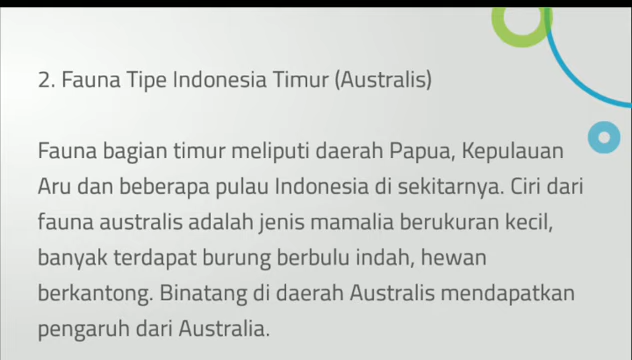 2. Fauna Tipe Indonesia Timur (Australis)
Fauna bagian timur meliputi daerah Papua, Kepulauan
Aru dan beberapa pulau Indonesia di sekitarnya. Ciri dari
fauna australis adalah jenis mamalia berukuran kecil,
banyak terdapat burung berbulu indah, hewan
berkantong. Binatang di daerah Australis mendapatkan
pengaruh dari Australia.